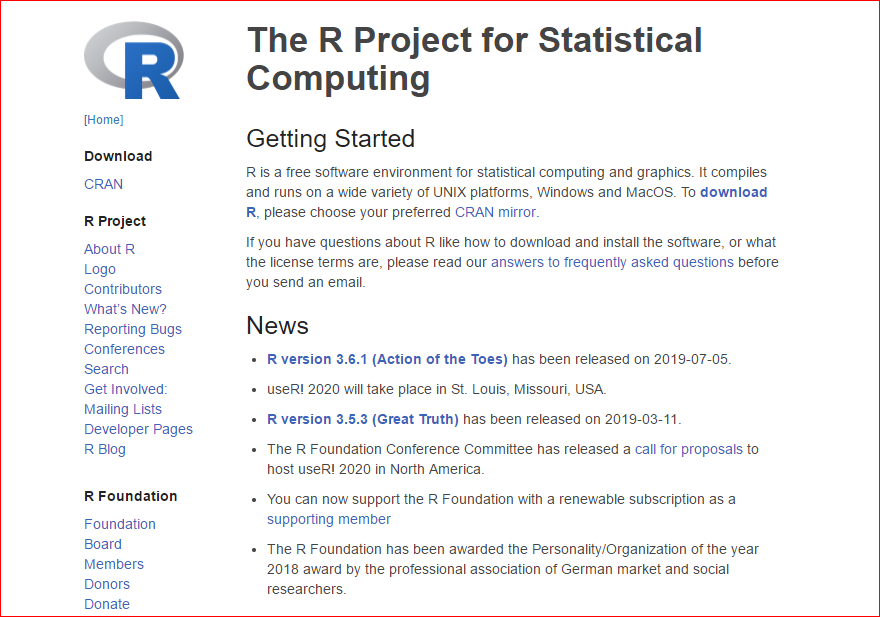 R
[Home]
Download
CRAN
R Project
About R
Logo
Contributors
What's New?
Reporting Bugs
Conferences
Search
Get Involved:
Mailing Lists
Developer Pages
R Blog
R Foundation
Foundation
Board
Members
Donors
Donate
The R Project for Statistical
Computing
Getting Started
R is a free software environment for statistical computing and graphics. It compiles
and runs on a wide variety of UNIX platforms, Windows and MacOS. To download
R, please choose your preferred CRAN mirror.
If you have questions about R like how to download and install the software, or what
the license terms are, please read our answers to frequently asked questions before
you send an email.
News
• R version 3.6.1 (Action of the Toes) has been released on 2019-07-05.
• useR! 2020 will take place in St. Louis, Missouri, USA.
• R version 3.5.3 (Great Truth) has been released on 2019-03-11.
• The R Foundation Conference Committee has released a call for proposals to
host useR! 2020 in North America.
• You can now support the R Foundation with a renewable subscription as a
supporting member
• The R Foundation has been awarded the Personality/Organization of the year
2018 award by the professional association of German market and social
researchers.